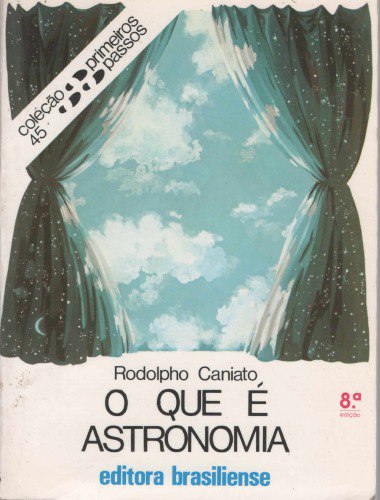 coleção primeiros
45 passos
Rodolpho Caniato
O QUE É
ASTRONOMIA
8.ª
edição
editora brasiliense